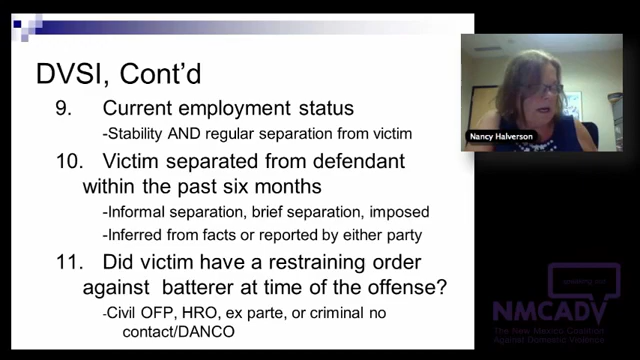 DVSI, Cont'd
9. Current employment status
-Stability AND regular separation from victim
10. Victim separated from defendant
within the past six months
-Informal separation, brief separation, imposed
-Inferred from facts or reported by either party
11. Did victim have a restraining order
against batterer at time of the offense?
-Civil OFP, HRO, ex parte, or criminal no
contact/DANCO
Nancy Halverson
NMCADV
The New Mexico Coalition
Against Domestic Violence